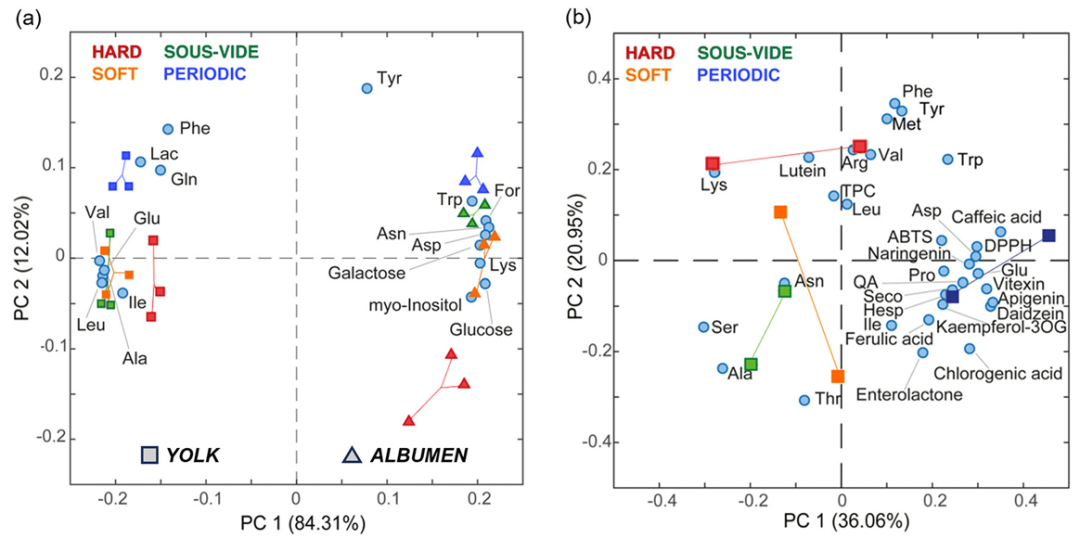 (a)
HARD SOUS-VIDE
SOFT PERIODIC
0.2
0.1
0
-0.1
-0.2
PC 2 (12.02%)
Tyr
Phe
Lac
Gln
Val
Glu
Ile
Leu
Ala
Trp
For
Asn
Asp
Galactose
Lys
myo-Inositol
Glucose
YOLK
ALBUMEN
-0.2 -0.1 0 0.1 0.2
PC 1 (84.31%)
(b)
HARD SOUS-VIDE
SOFT PERIODIC
0.4
0.2
0
-0.2
-0.4
PC 2 (20.95%)
Phe
Tyr
Met
Arg
Val
Trp
Lutein
Lys
TPC
Leu
Asp
Caffeic acid
ABTS
DPPH
Naringenin
Pro
Glu
QA
Vitexin
Seco
Apigenin
Hesp
Daidzein
Ile
Kaempferol-3OG
Ferulic acid
Chlorogenic acid
Enterolactone
Asn
Ser
Ala
Thr
-0.4 -0.2 0 0.2 0.4
PC 1 (36.06%)